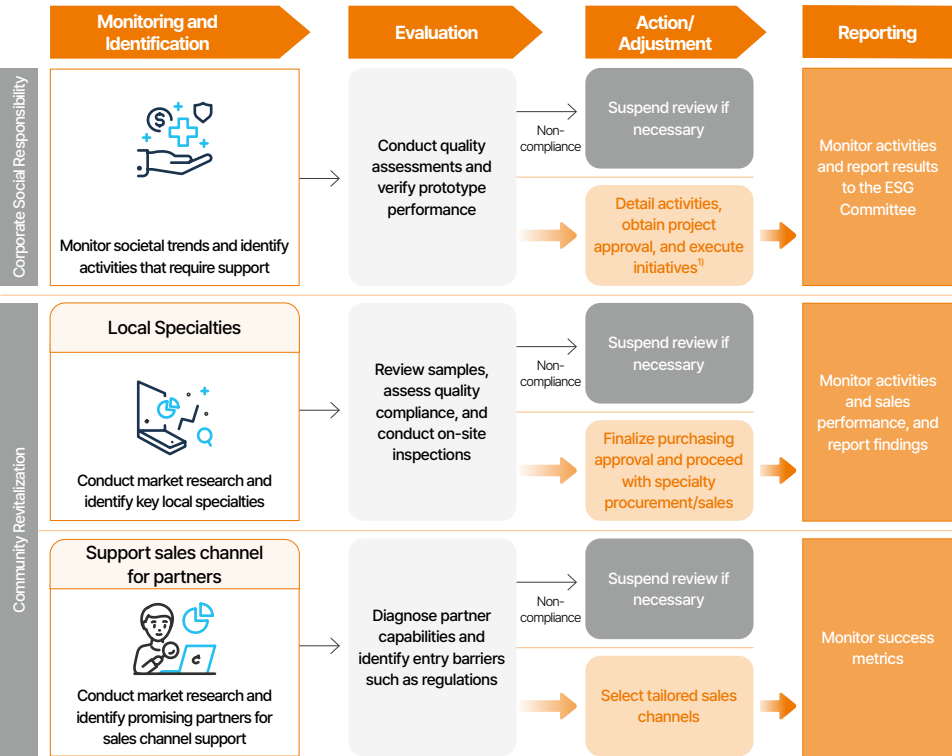 Monitoring and
Identification
Evaluation
Action/
Adjustment
Reporting
Corporate Social Responsibility
Monitor societal trends and identify
activities that require support
Conduct quality
assessments and
verify prototype
performance
Non-
compliance
Suspend review if
necessary
Detail activities,
obtain project
approval, and execute
initiatives¹⁾
Monitor activities
and report results
to the ESG
Committee
Community Revitalization
Local Specialties
Conduct market research and
identify key local specialties
Review samples,
assess quality
compliance, and
conduct on-site
inspections
Non-
compliance
Suspend review if
necessary
Finalize purchasing
approval and proceed
with specialty
procurement/sales
Monitor activities
and sales
performance, and
report findings
Support sales channel
for partners
Conduct market research and
identify promising partners for
sales channel support
Diagnose partner
capabilities and
identify entry barriers
such as regulations
Non-
compliance
Suspend review if
necessary
Select tailored sales
channels
Monitor success
metrics